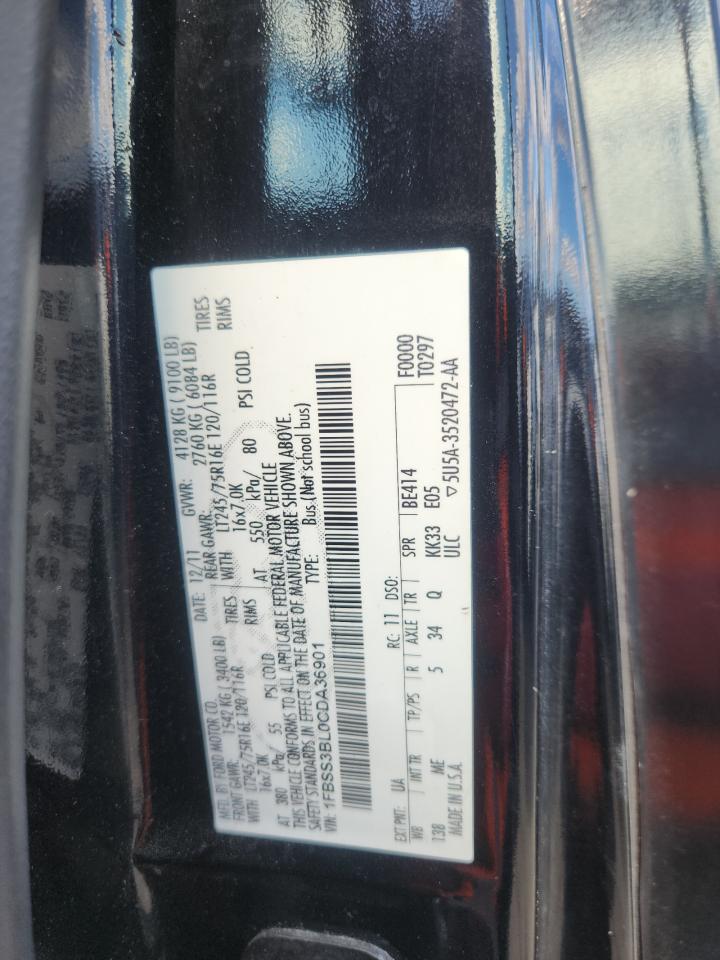 MFD. BY FORD MOTOR CO. DATE: 12/11 GVWR: 4128 KG ( 9100 LB)
FRONT GAWR: 1542 KG ( 3400 LB) REAR GAWR: 2760 KG ( 6084 LB)
WITH LT245/75R16E 120/116R TIRES WITH LT245/75R16E 120/116R TIRES
16x7.0K RIMS 16x7.0K RIMS
AT 380 kPa/ 55 PSI COLD AT 550 kPa/ 80 PSI COLD
THIS VEHICLE CONFORMS TO ALL APPLICABLE FEDERAL MOTOR VEHICLE
SAFETY STANDARDS IN EFFECT ON THE DATE OF MANUFACTURE SHOWN ABOVE.
VIN: 1FBSS3BL0CDA36901 TYPE: Bus (Not school bus)
F0000
T0297
EXT PNT: UA RC: 11 DSO:
WB INT TR TP/PS R AXLE TR SPR BE414
138 ME 5 34 Q KK33 E05
MADE IN U.S.A. ULC ▽5U5A-3520472-AA